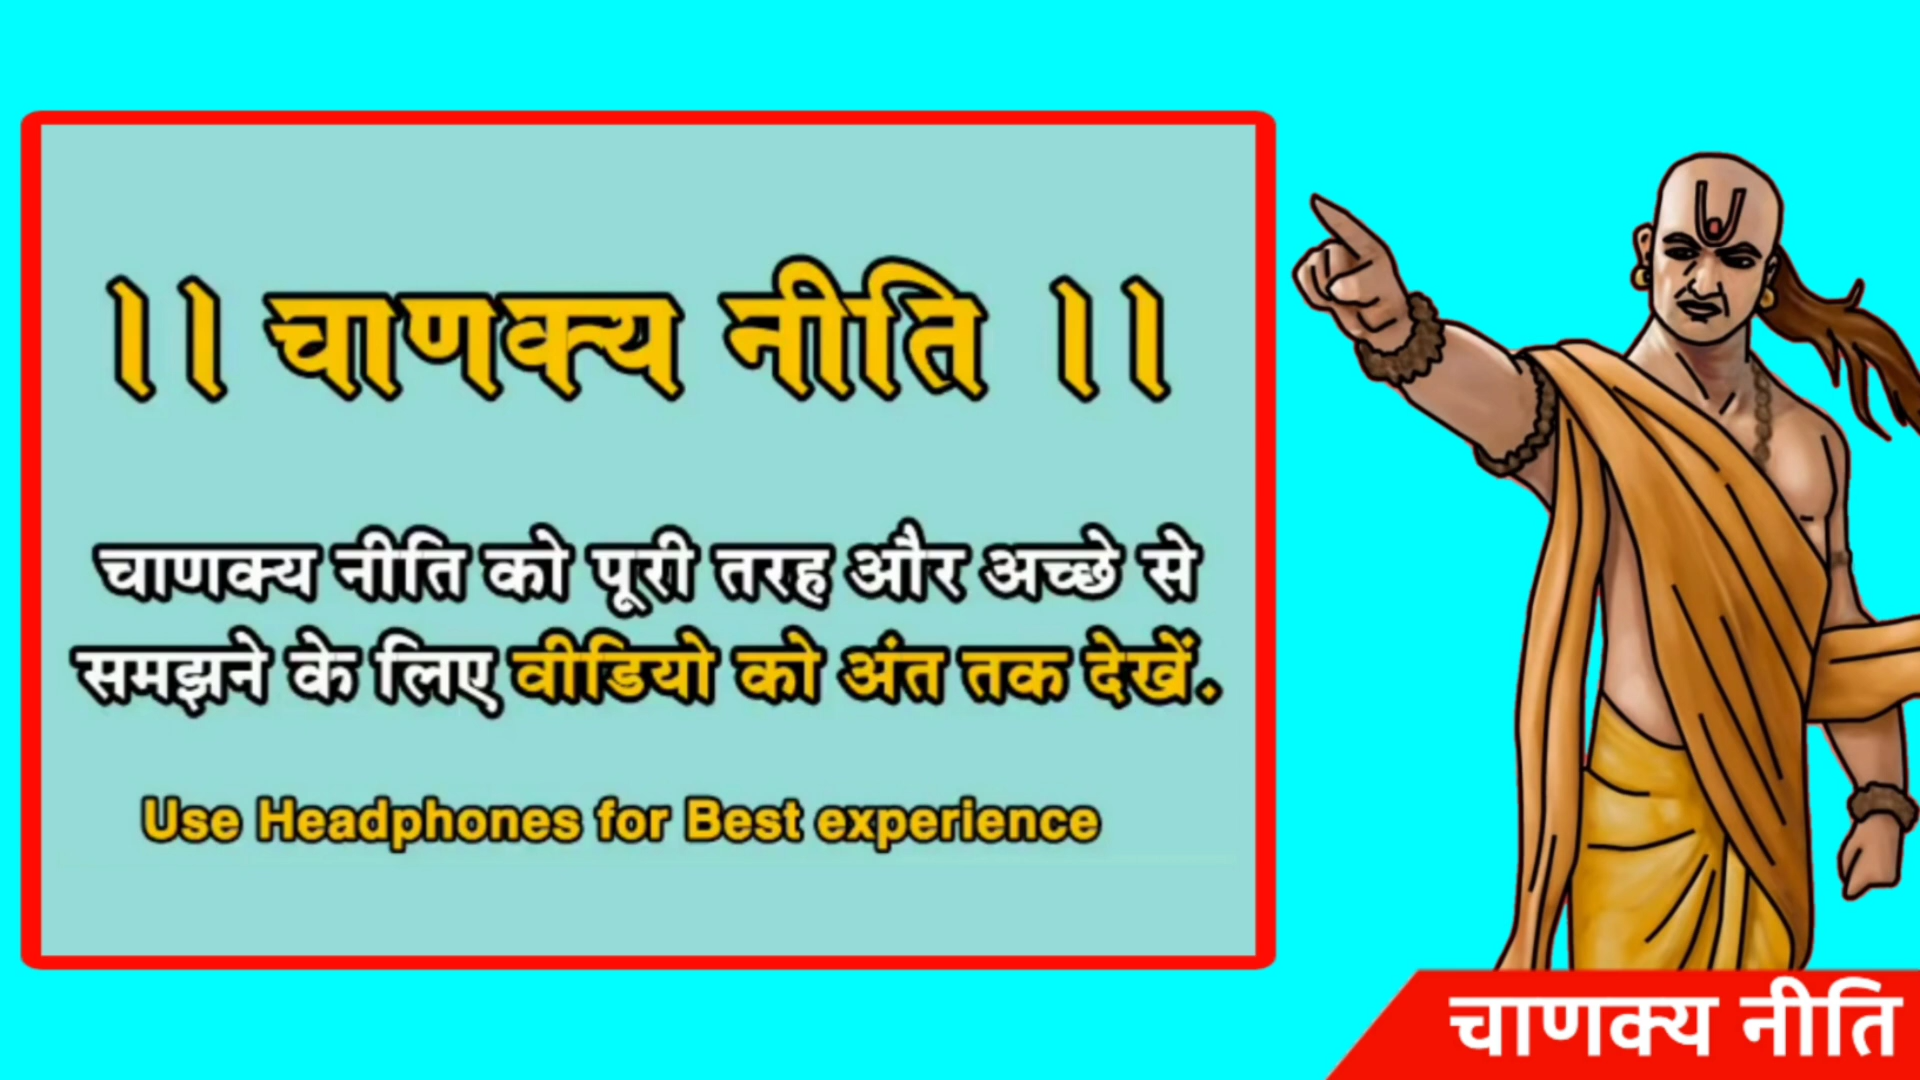 ।। चाणक्य नीति ।।
चाणक्य नीति को पूरी तरह और अच्छे से
समझने के लिए वीडियो को अंत तक देखें.
Use Headphones for Best experience
चाणक्य नीति